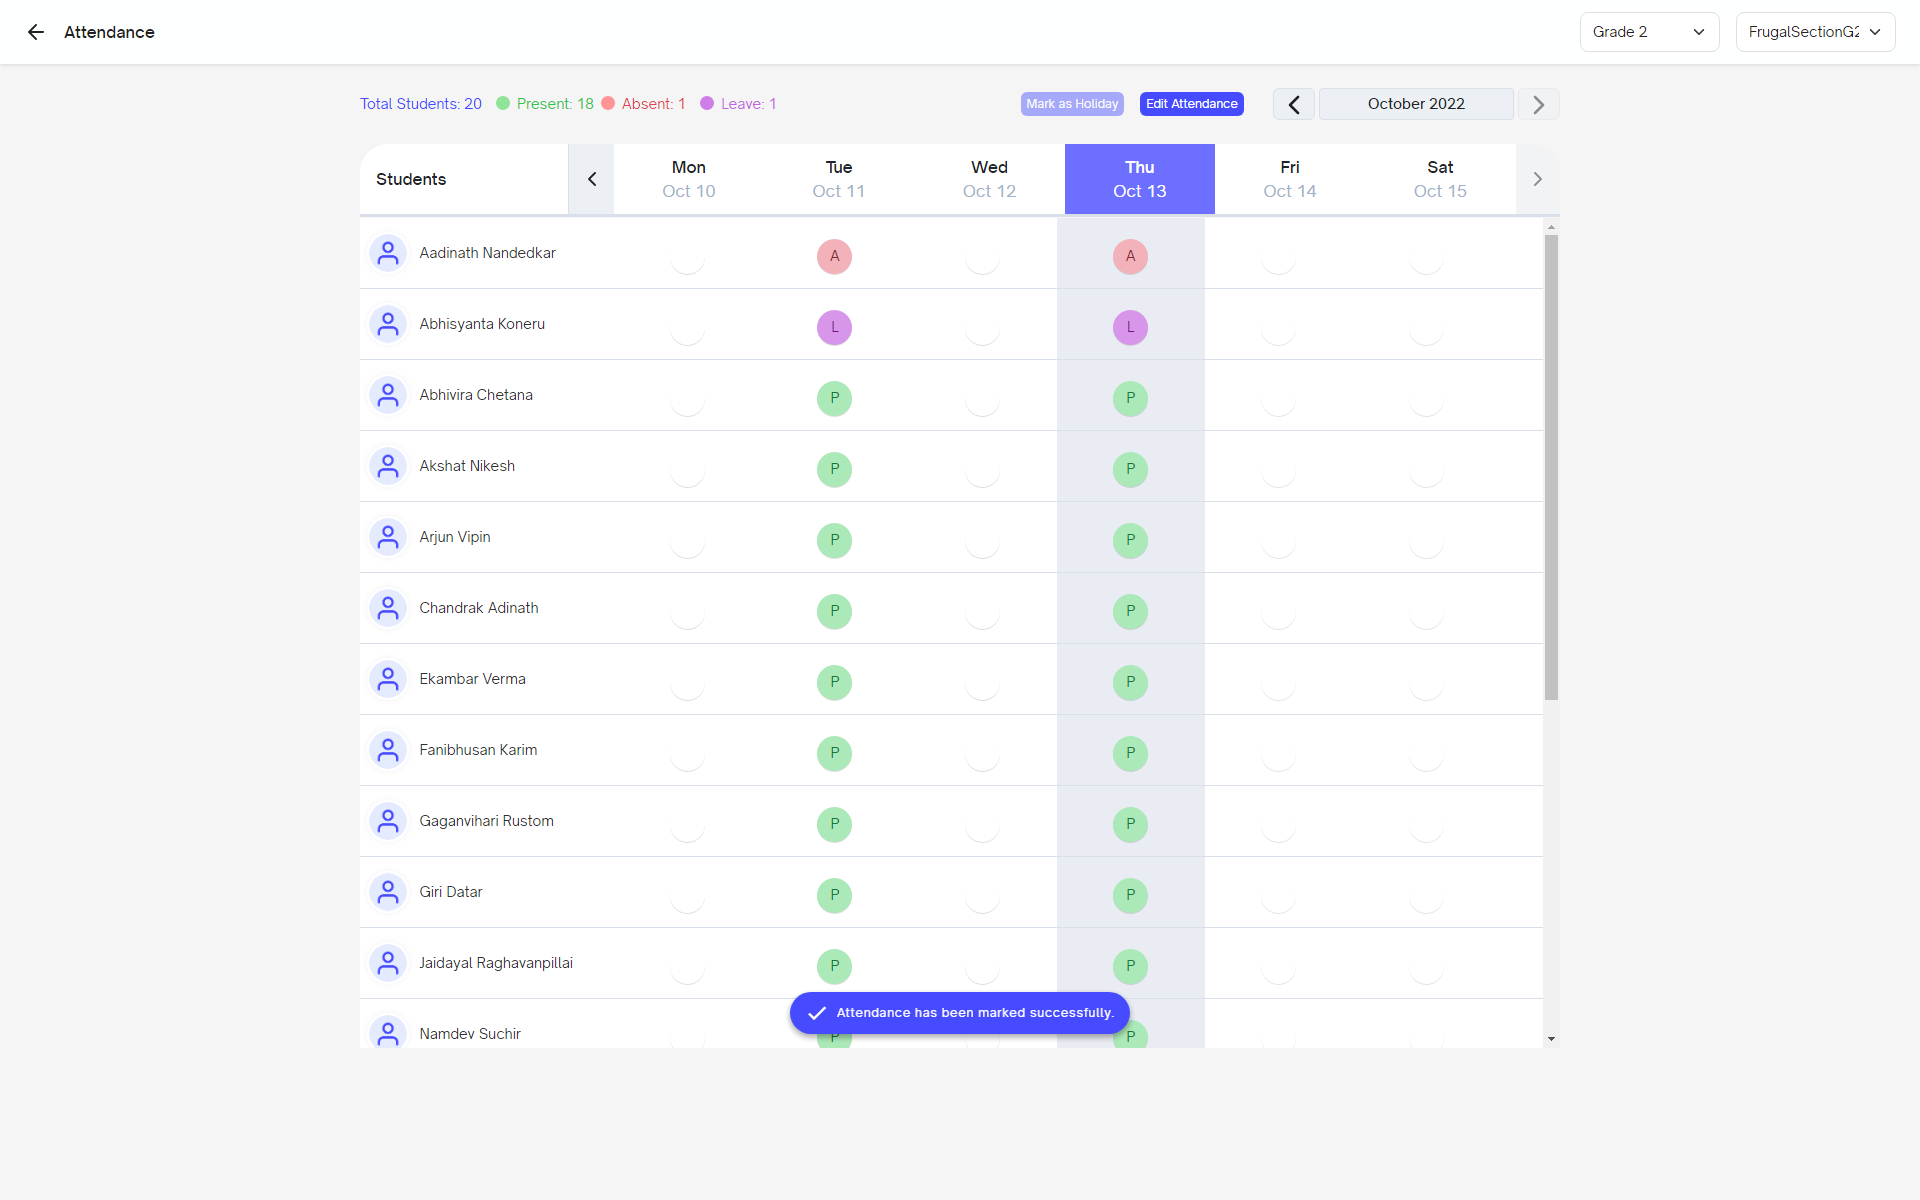 Attendance
Grade 2
FrugalSectionG2
Total Students: 20 Present: 18 Absent: 1 Leave: 1
Mark as Holiday
Edit Attendance
October 2022
Students
Mon Tue Wed Thu Fri Sat
Oct 10 Oct 11 Oct 12 Oct 13 Oct 14 Oct 15
Aadinath Nandedkar A A
Abhisyanta Koneru L L
Abhivira Chetana P P
Akshat Nikesh P P
Arjun Vipin P P
Chandrak Adinath P P
Ekambar Verma P P
Fanibhusan Karim P P
Gaganvihari Rustom P P
Giri Datar P P
Jaidayal Raghavanpillai P P
Attendance has been marked successfully.
Namdev Suchir P P